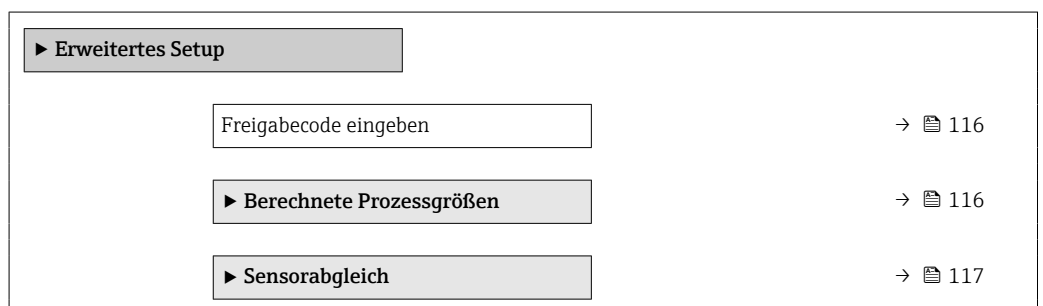 ▶ Erweitertes Setup
Freigabecode eingeben → 116
▶ Berechnete Prozessgrößen → 116
▶ Sensorabgleich → 117